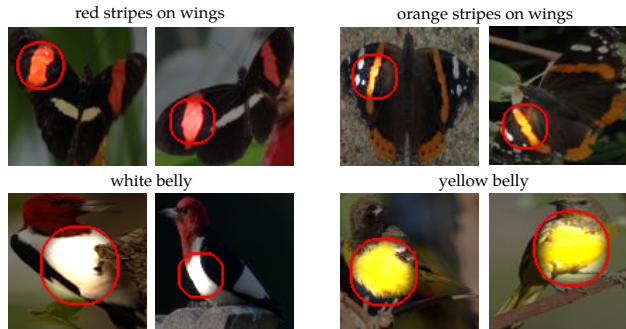 red stripes on wings
orange stripes on wings
white belly
yellow belly